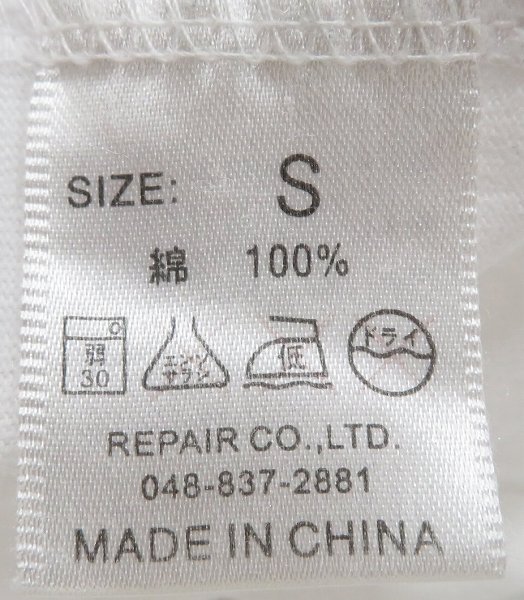 SIZE: S
綿 100%
弱 30 エンソ サラシ 低 ドライ
REPAIR CO.,LTD.
048-837-2881
MADE IN CHINA